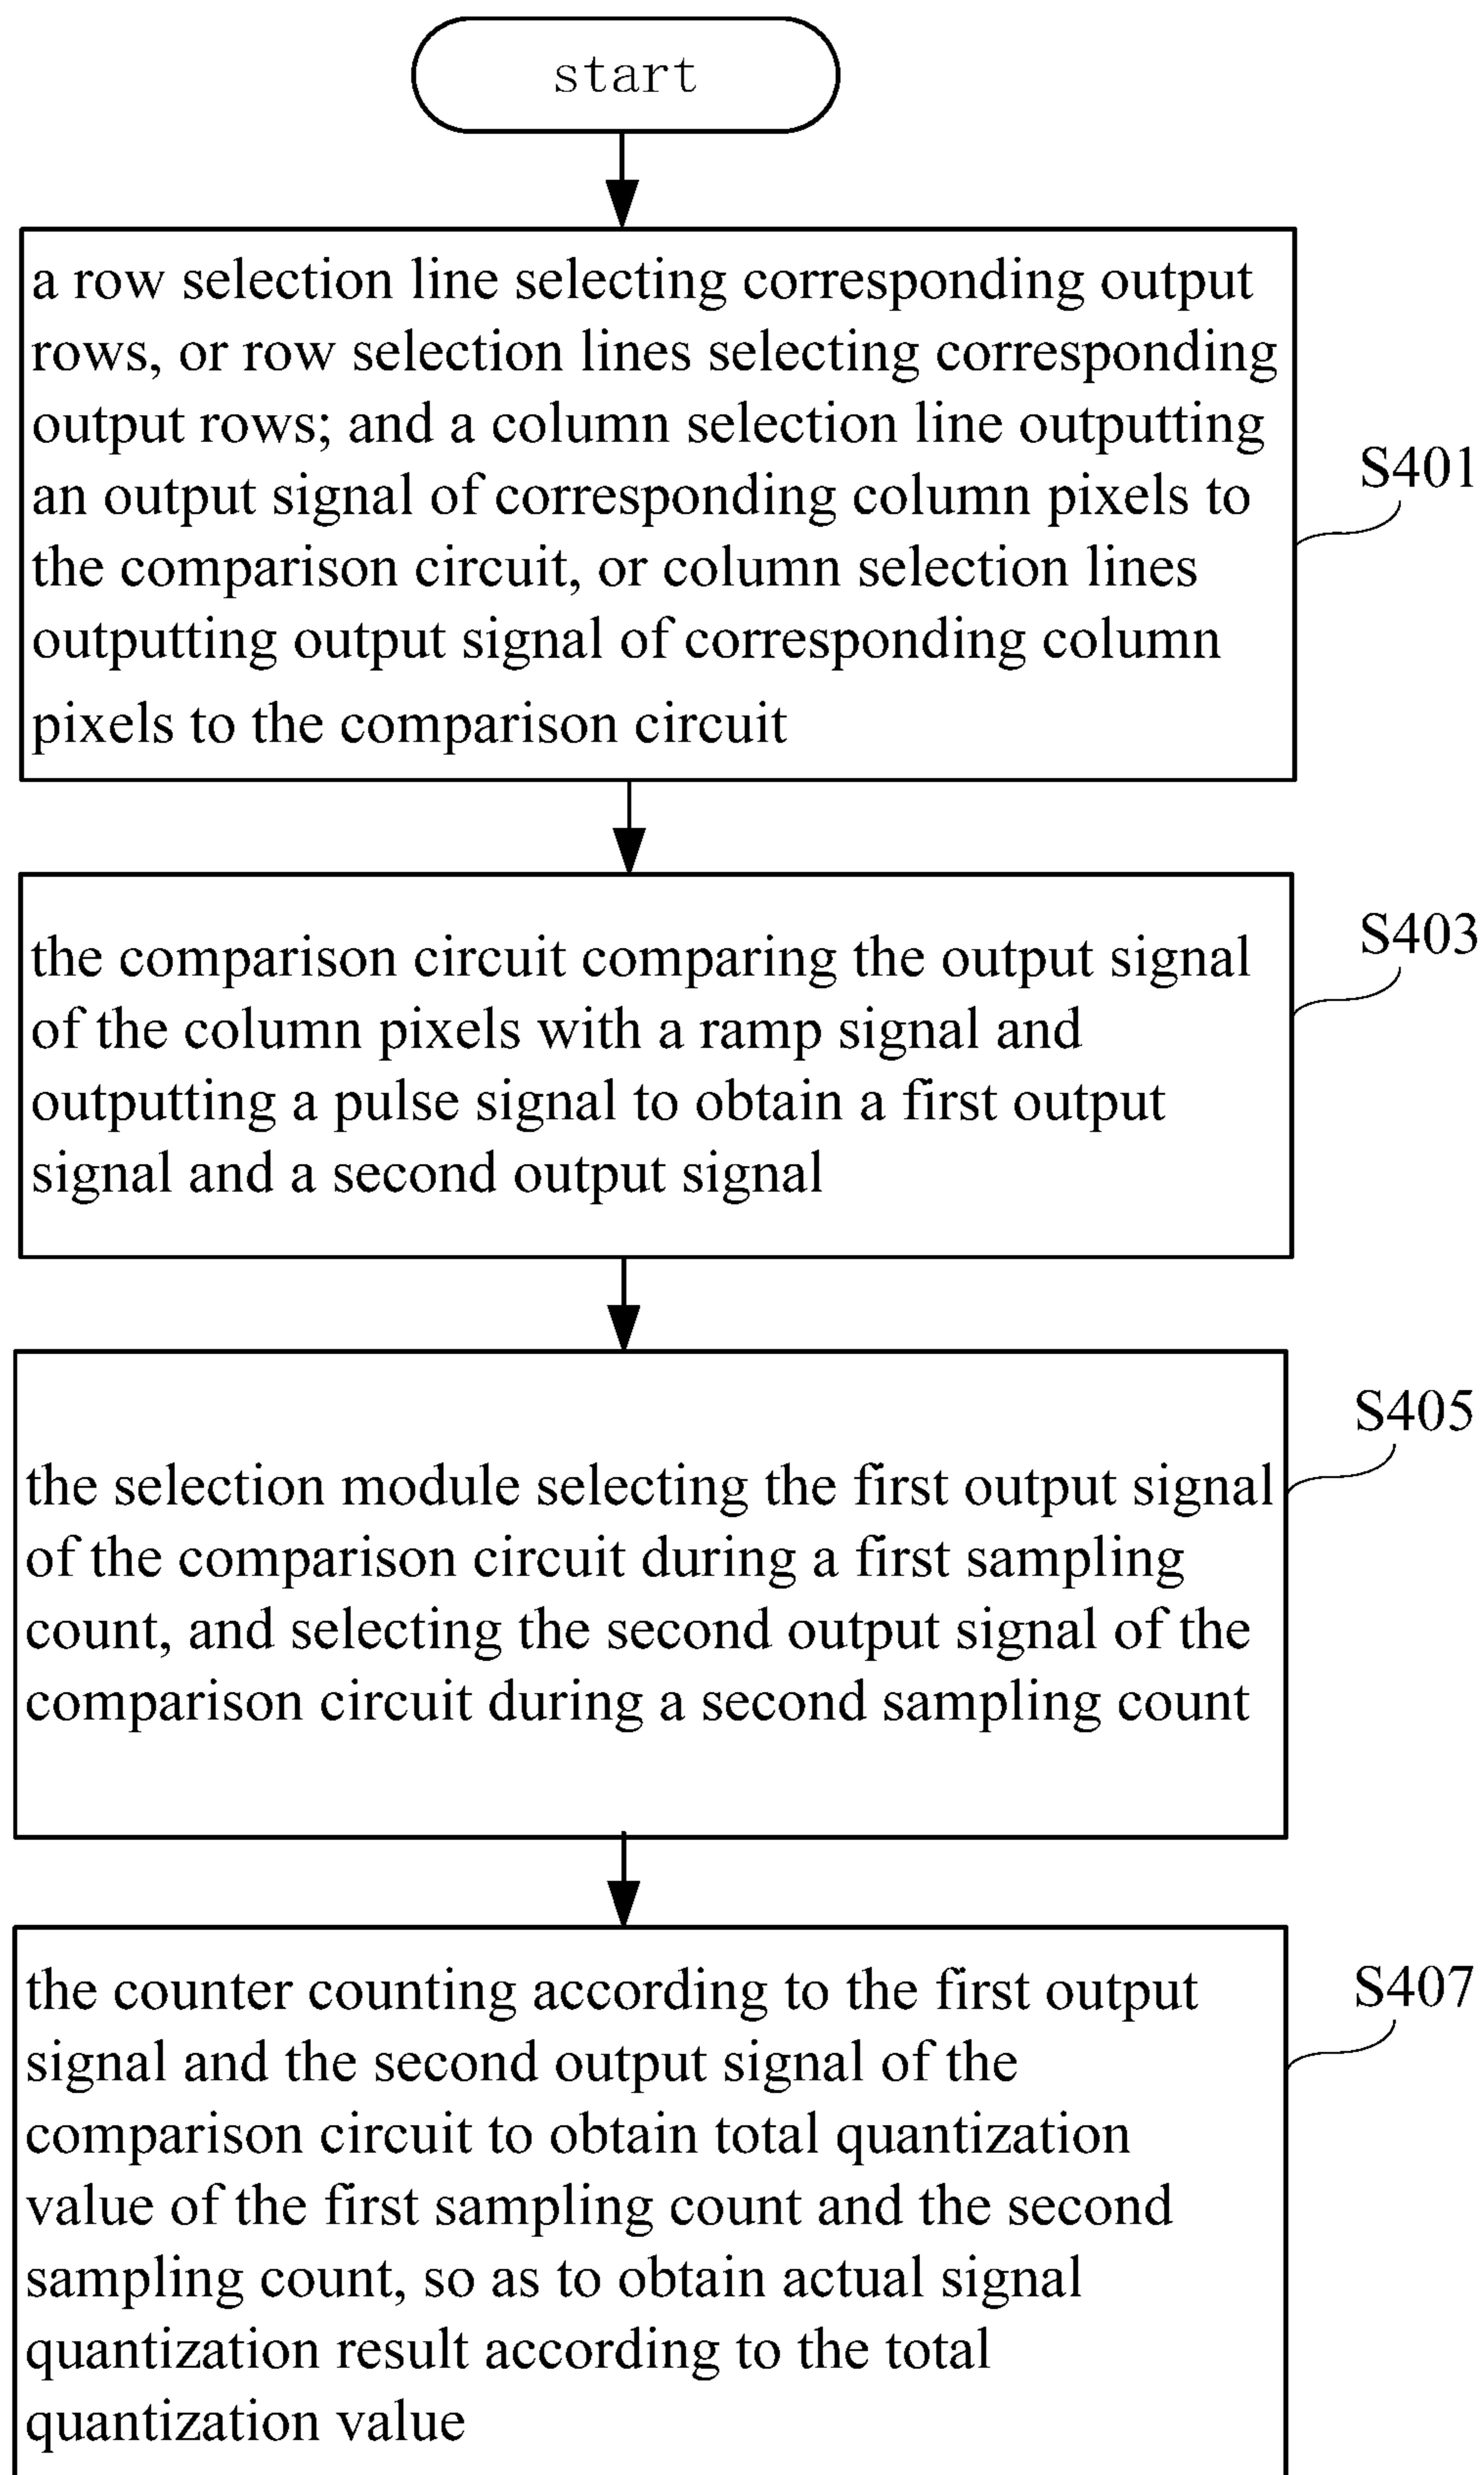 start
a row selection line selecting corresponding output
rows, or row selection lines selecting corresponding
output rows; and a column selection line outputting
an output signal of corresponding column pixels to
the comparison circuit, or column selection lines
outputting output signal of corresponding column
pixels to the comparison circuit
S401
the comparison circuit comparing the output signal
of the column pixels with a ramp signal and
outputting a pulse signal to obtain a first output
signal and a second output signal
S403
the selection module selecting the first output signal
of the comparison circuit during a first sampling
count, and selecting the second output signal of the
comparison circuit during a second sampling count
S405
the counter counting according to the first output
signal and the second output signal of the
comparison circuit to obtain total quantization
value of the first sampling count and the second
sampling count, so as to obtain actual signal
quantization result according to the total
quantization value
S407